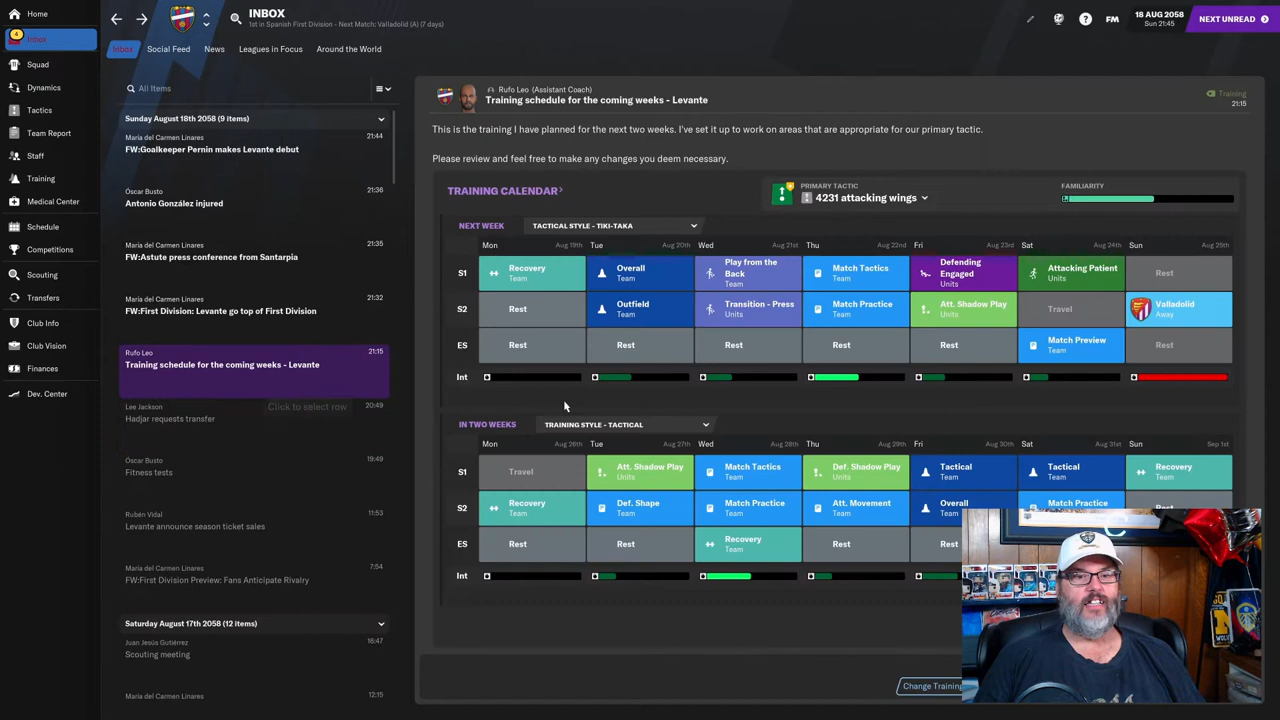 Home
INBOX
1st in Spanish First Division - Next Match: Valladolid (A) (7 days)
18 AUG 2058
Sun 21:45
FM
NEXT UNREAD
4
Inbox
Squad
Dynamics
Tactics
Team Report
Staff
Training
Medical Center
Schedule
Competitions
Scouting
Transfers
Club Info
Club Vision
Finances
Dev. Center
Inbox
Social Feed
News
Leagues in Focus
Around the World
All Items
Sunday August 18th 2058 (9 items)
María del Carmen Linares
21:44
FW:Goalkeeper Pernin makes Levante debut
Óscar Busto
21:36
Antonio González injured
María del Carmen Linares
21:35
FW:Astute press conference from Santarpia
María del Carmen Linares
21:32
FW:First Division: Levante go top of First Division
Rufo Leo
21:15
Training schedule for the coming weeks - Levante
Lee Jackson
20:49
Hadjar requests transfer
Click to select row
Óscar Busto
19:49
Fitness tests
Rubén Vidal
11:53
Levante announce season ticket sales
María del Carmen Linares
7:54
FW:First Division Preview: Fans Anticipate Rivalry
Saturday August 17th 2058 (12 items)
Juan Jesús Gutiérrez
16:47
Scouting meeting
María del Carmen Linares
12:15
Rufo Leo (Assistant Coach)
Training schedule for the coming weeks - Levante
Training
21:15
This is the training I have planned for the next two weeks. I've set it up to work on areas that are appropriate for our primary tactic.
Please review and feel free to make any changes you deem necessary.
TRAINING CALENDAR
PRIMARY TACTIC
4231 attacking wings
FAMILIARITY
NEXT WEEK
TACTICAL STYLE - TIKI-TAKA
Mon Aug 19th Tue Aug 20th Wed Aug 21st Thu Aug 22nd Fri Aug 23rd Sat Aug 24th Sun Aug 25th
S1
Recovery
Team
Overall
Team
Play from the
Back
Team
Match Tactics
Team
Defending
Engaged
Units
Attacking Patient
Units
Rest
S2
Rest
Outfield
Team
Transition - Press
Units
Match Practice
Team
Att. Shadow Play
Units
Travel
Valladolid
Away
ES
Rest
Rest
Rest
Rest
Rest
Match Preview
Team
Rest
Int
IN TWO WEEKS
TRAINING STYLE - TACTICAL
Mon Aug 26th Tue Aug 27th Wed Aug 28th Thu Aug 29th Fri Aug 30th Sat Aug 31st Sun Sep 1st
S1
Travel
Att. Shadow Play
Units
Match Tactics
Team
Def. Shadow Play
Units
Tactical
Team
Tactical
Team
Recovery
Team
S2
Recovery
Team
Def. Shape
Team
Match Practice
Team
Att. Movement
Team
Overall
Team
Match Practice
ES
Rest
Rest
Recovery
Team
Rest
Rest
Int
Change Training